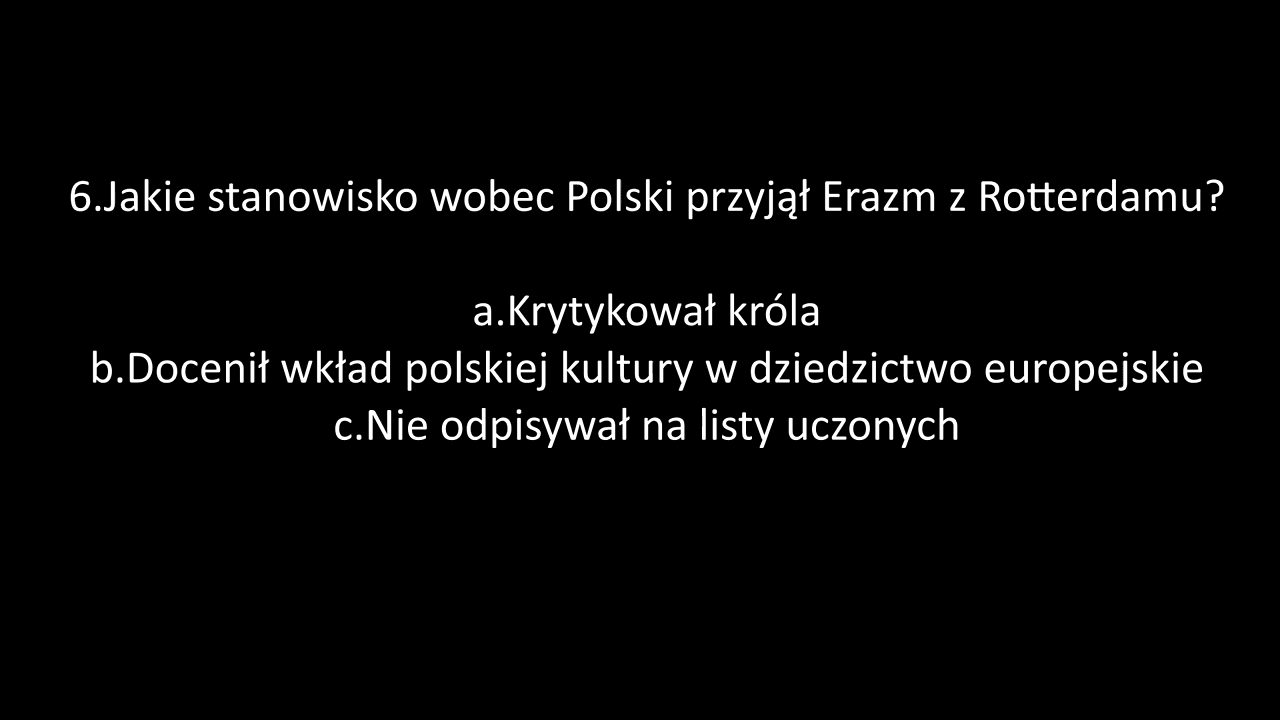 6.Jakie stanowisko wobec Polski przyjął Erazm z Rotterdamu?
a.Krytykował króla
b.Docenił wkład polskiej kultury w dziedzictwo europejskie
c.Nie odpisywał na listy uczonych